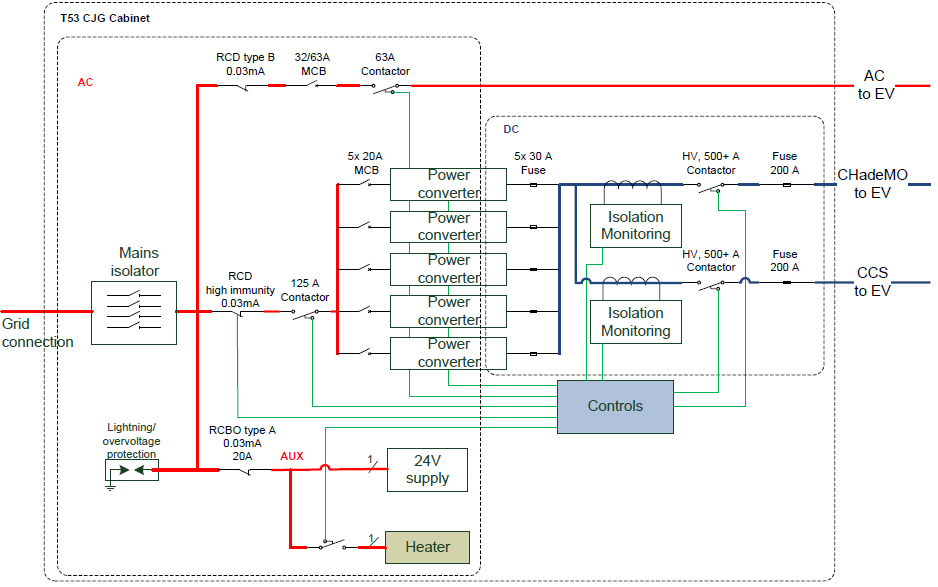 T53 CJG Cabinet
AC
RCD type B
0.03mA
32/63A
MCB
63A
Contactor
AC
to EV
DC
5x 20A
MCB
Power
converter
5x 30 A
Fuse
HV, 500+ A
Contactor
Fuse
200 A
CHadeMO
to EV
Isolation
Monitoring
Power
converter
Mains
isolator
Power
converter
HV, 500+ A
Contactor
Fuse
200 A
CCS
to EV
RCD
high immunity
0.03mA
125 A
Contactor
Power
converter
Isolation
Monitoring
Grid
connection
Power
converter
Controls
Lightning/
overvoltage
protection
RCBO type A
0.03mA
20A
AUX
1
24V
supply
1
Heater